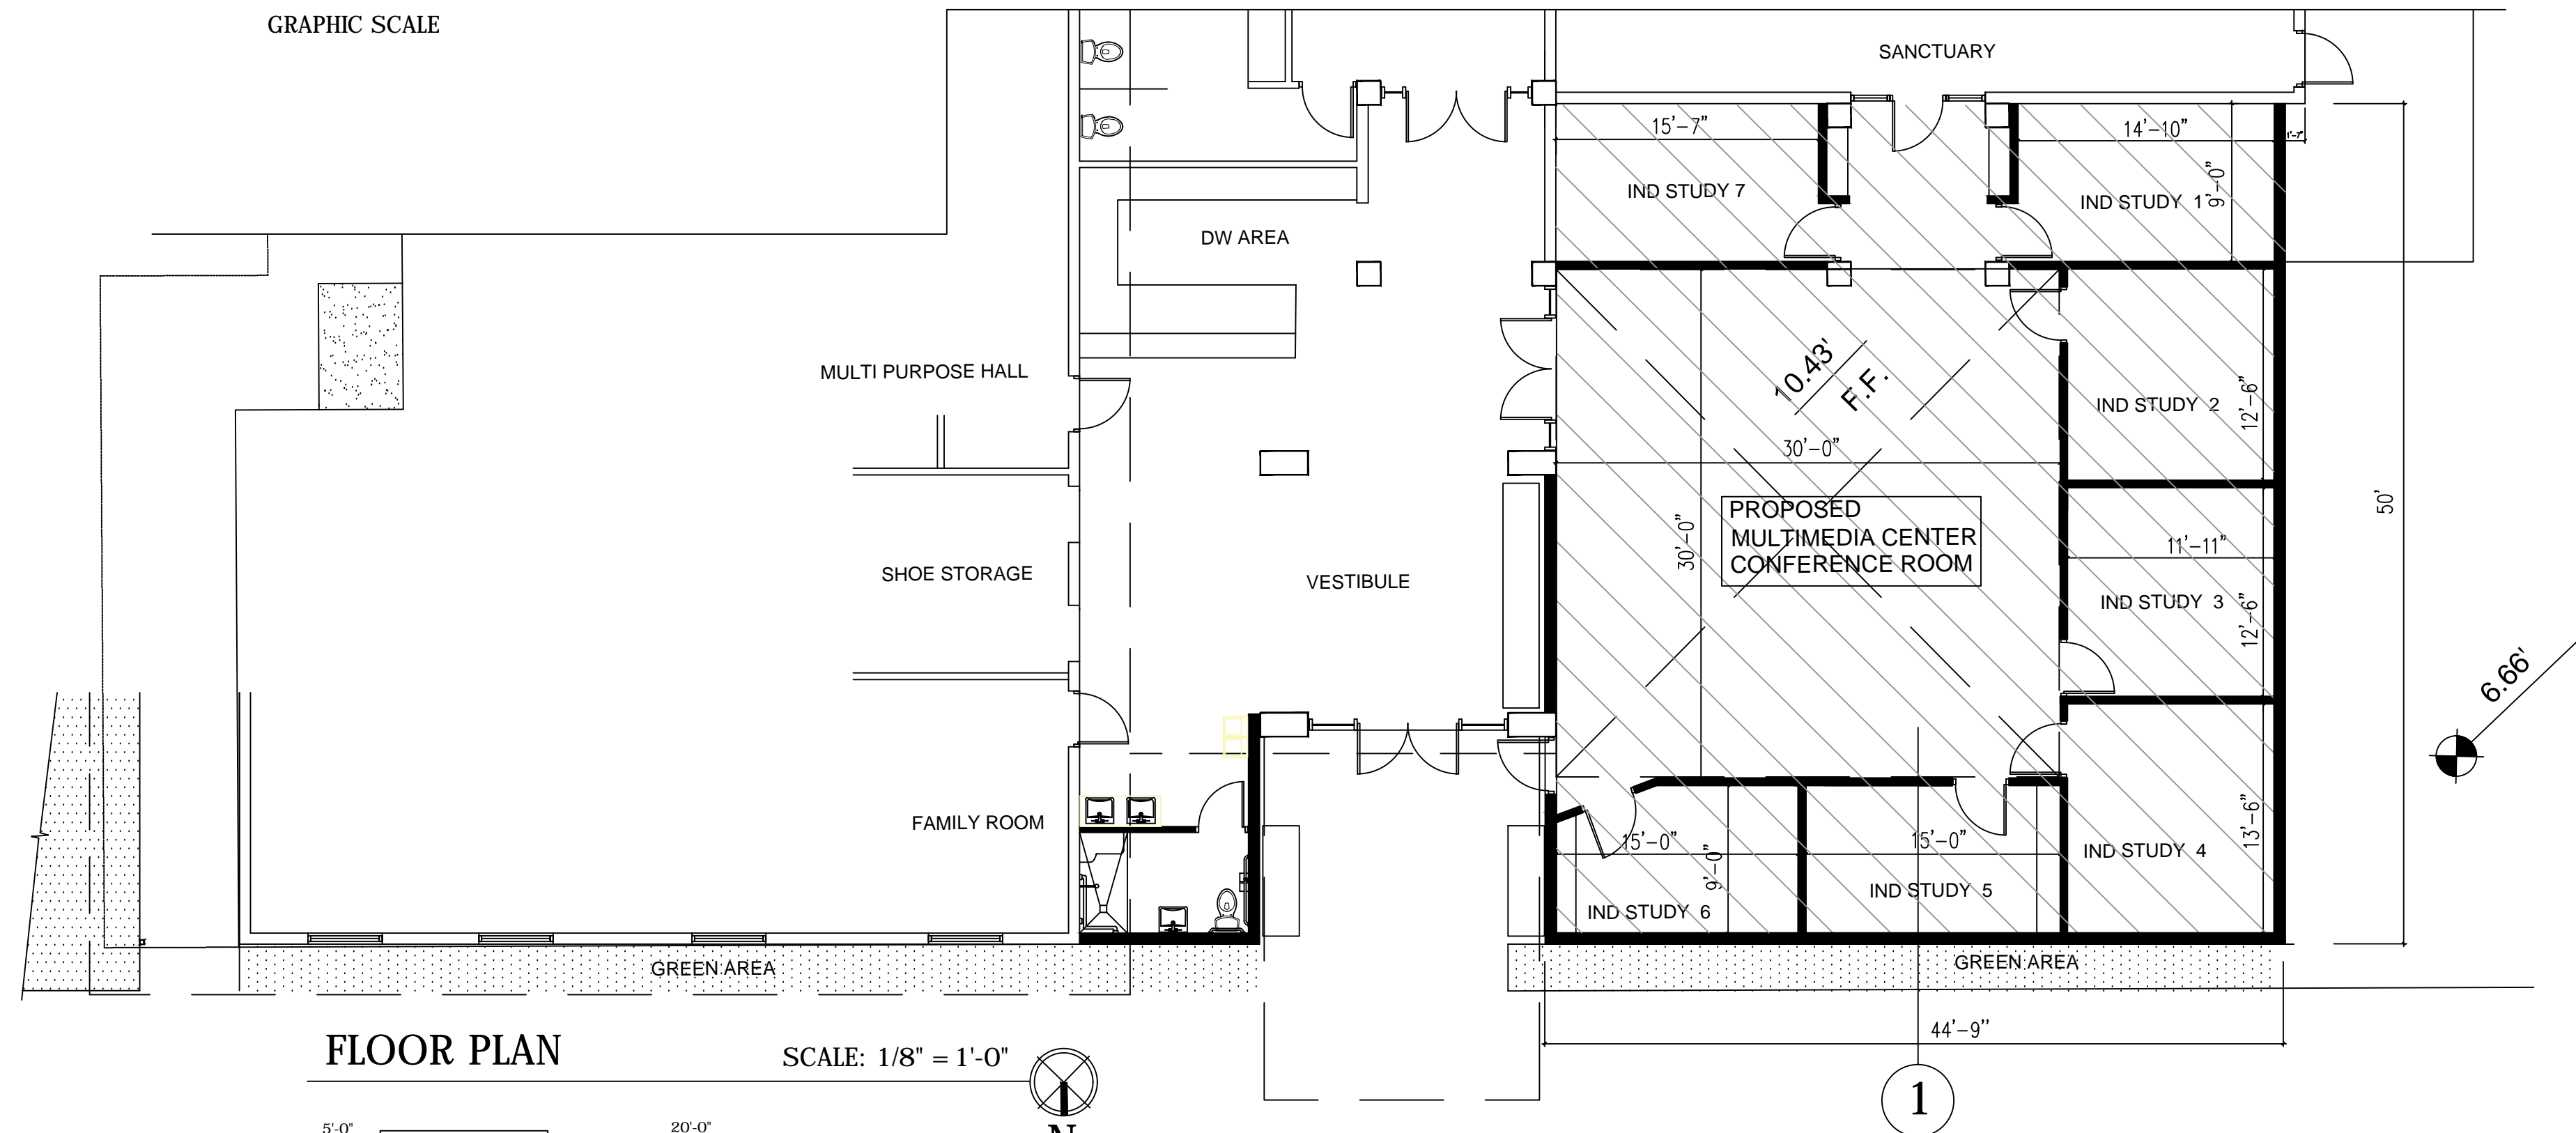 GRAPHIC SCALE
SANCTUARY
15'-7"
14'-10"
1'-7"
IND STUDY 7
IND STUDY 1
9'-0"
DW AREA
MULTI PURPOSE HALL
10.43'
F.F.
IND STUDY 2
12'-6"
30'-0"
30'-0"
PROPOSED
MULTIMEDIA CENTER
CONFERENCE ROOM
50'
11'-11"
SHOE STORAGE
VESTIBULE
IND STUDY 3
12'-6"
6.66'
FAMILY ROOM
15'-0"
9'-0"
15'-0"
13'-6"
IND STUDY 4
IND STUDY 5
IND STUDY 6
GREEN AREA
GREEN AREA
44'-9"
FLOOR PLAN
SCALE: 1/8" = 1'-0"
N
1
5'-0"
20'-0"